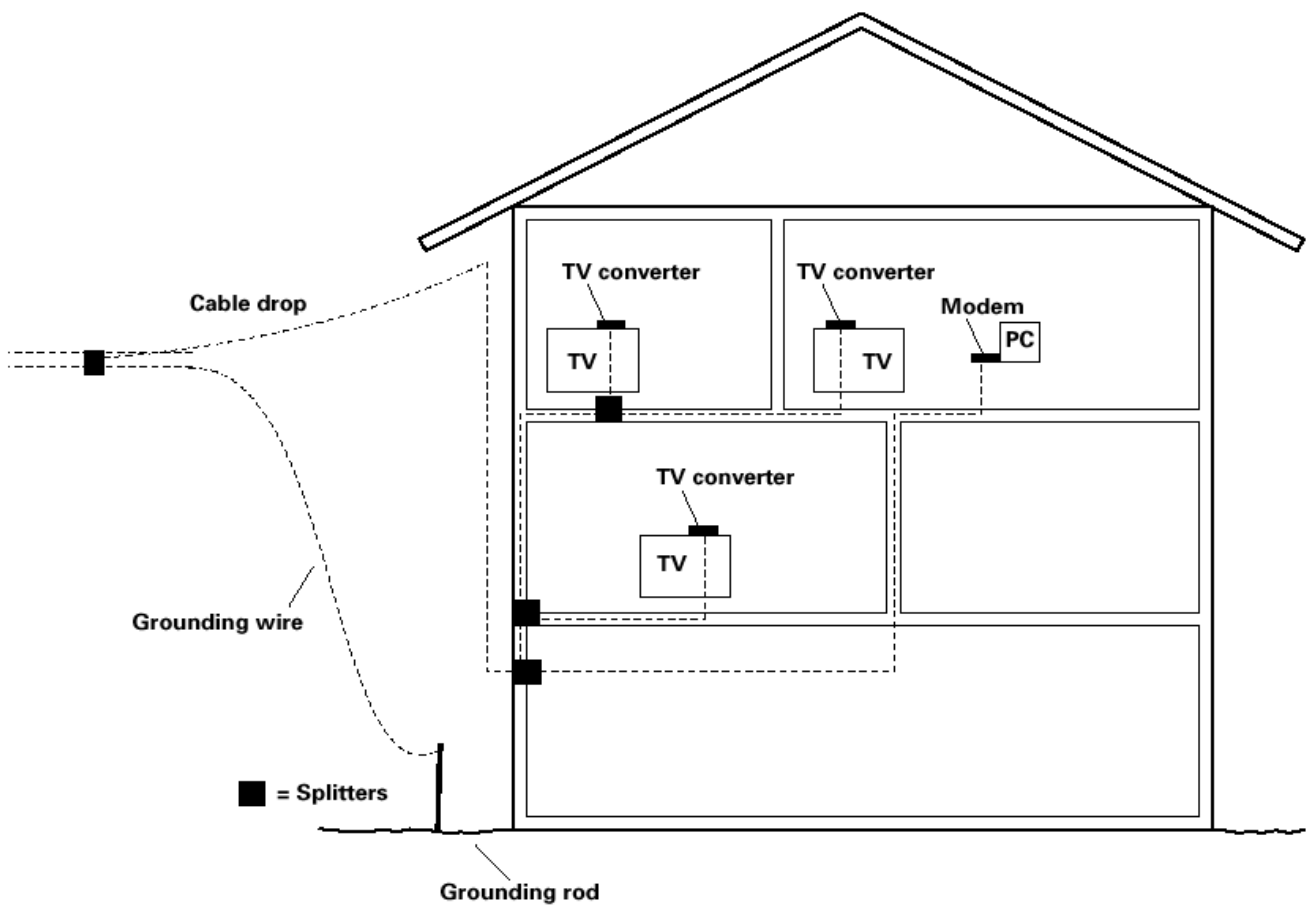 TV converter
TV converter
Cable drop
Modem
PC
TV
TV
TV converter
TV
Grounding wire
= Splitters
Grounding rod